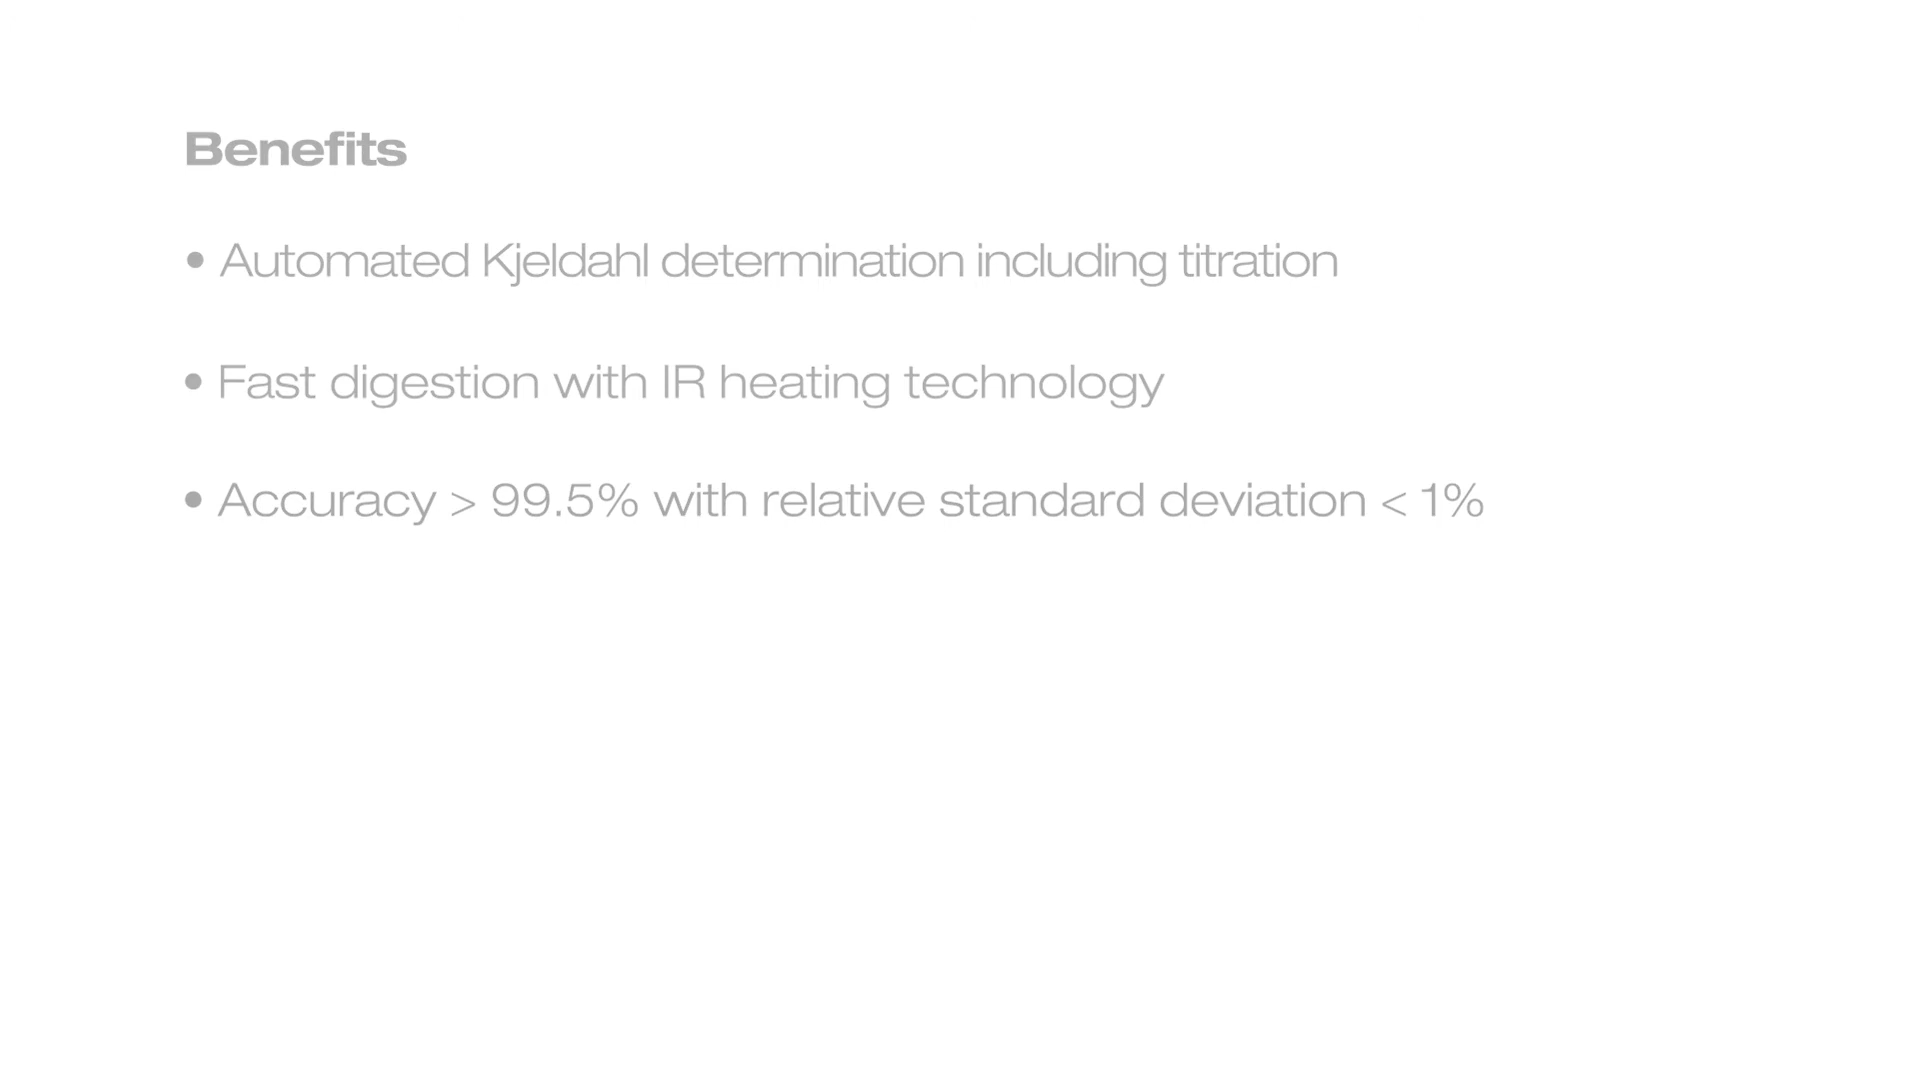 Benefits
• Automated Kjeldahl determination including titration
• Fast digestion with IR heating technology
• Accuracy > 99.5% with relative standard deviation < 1%